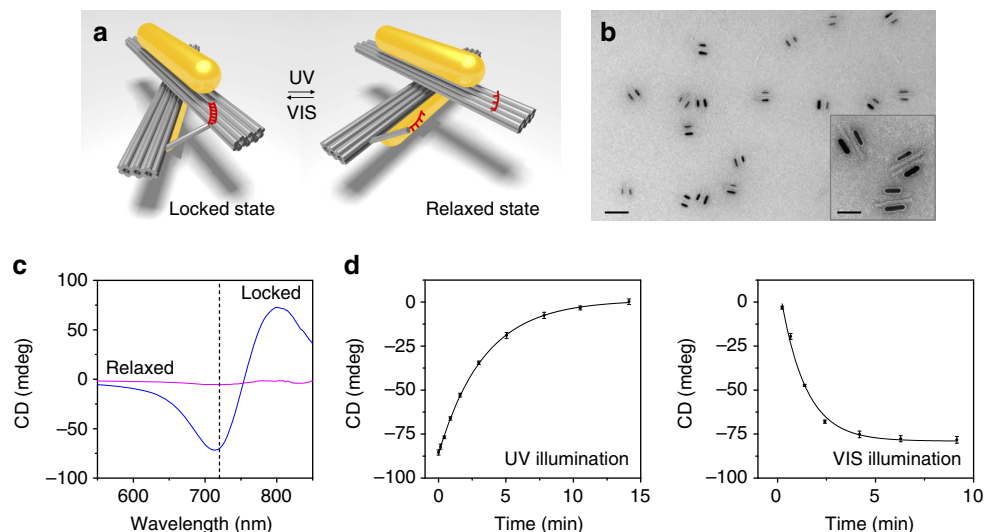 a
UV
VIS
Locked state
Relaxed state
b
c
100
50
0
−50
−100
CD (mdeg)
Locked
Relaxed
600
700
800
Wavelength (nm)
d
0
−25
−50
−75
−100
CD (mdeg)
UV illumination
0
5
10
15
Time (min)
0
−25
−50
−75
−100
CD (mdeg)
VIS illumination
0
5
10
Time (min)